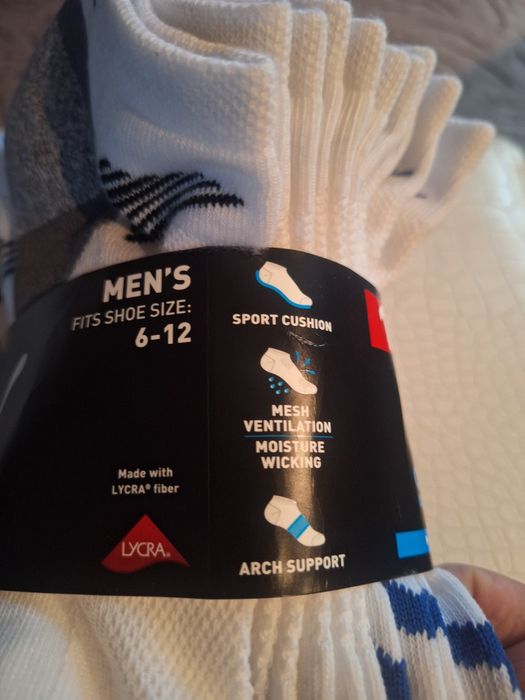 MEN'S
FITS SHOE SIZE:
6-12
Made with
LYCRA® fiber
LYCRA®
SPORT CUSHION
MESH
VENTILATION
MOISTURE
WICKING
ARCH SUPPORT